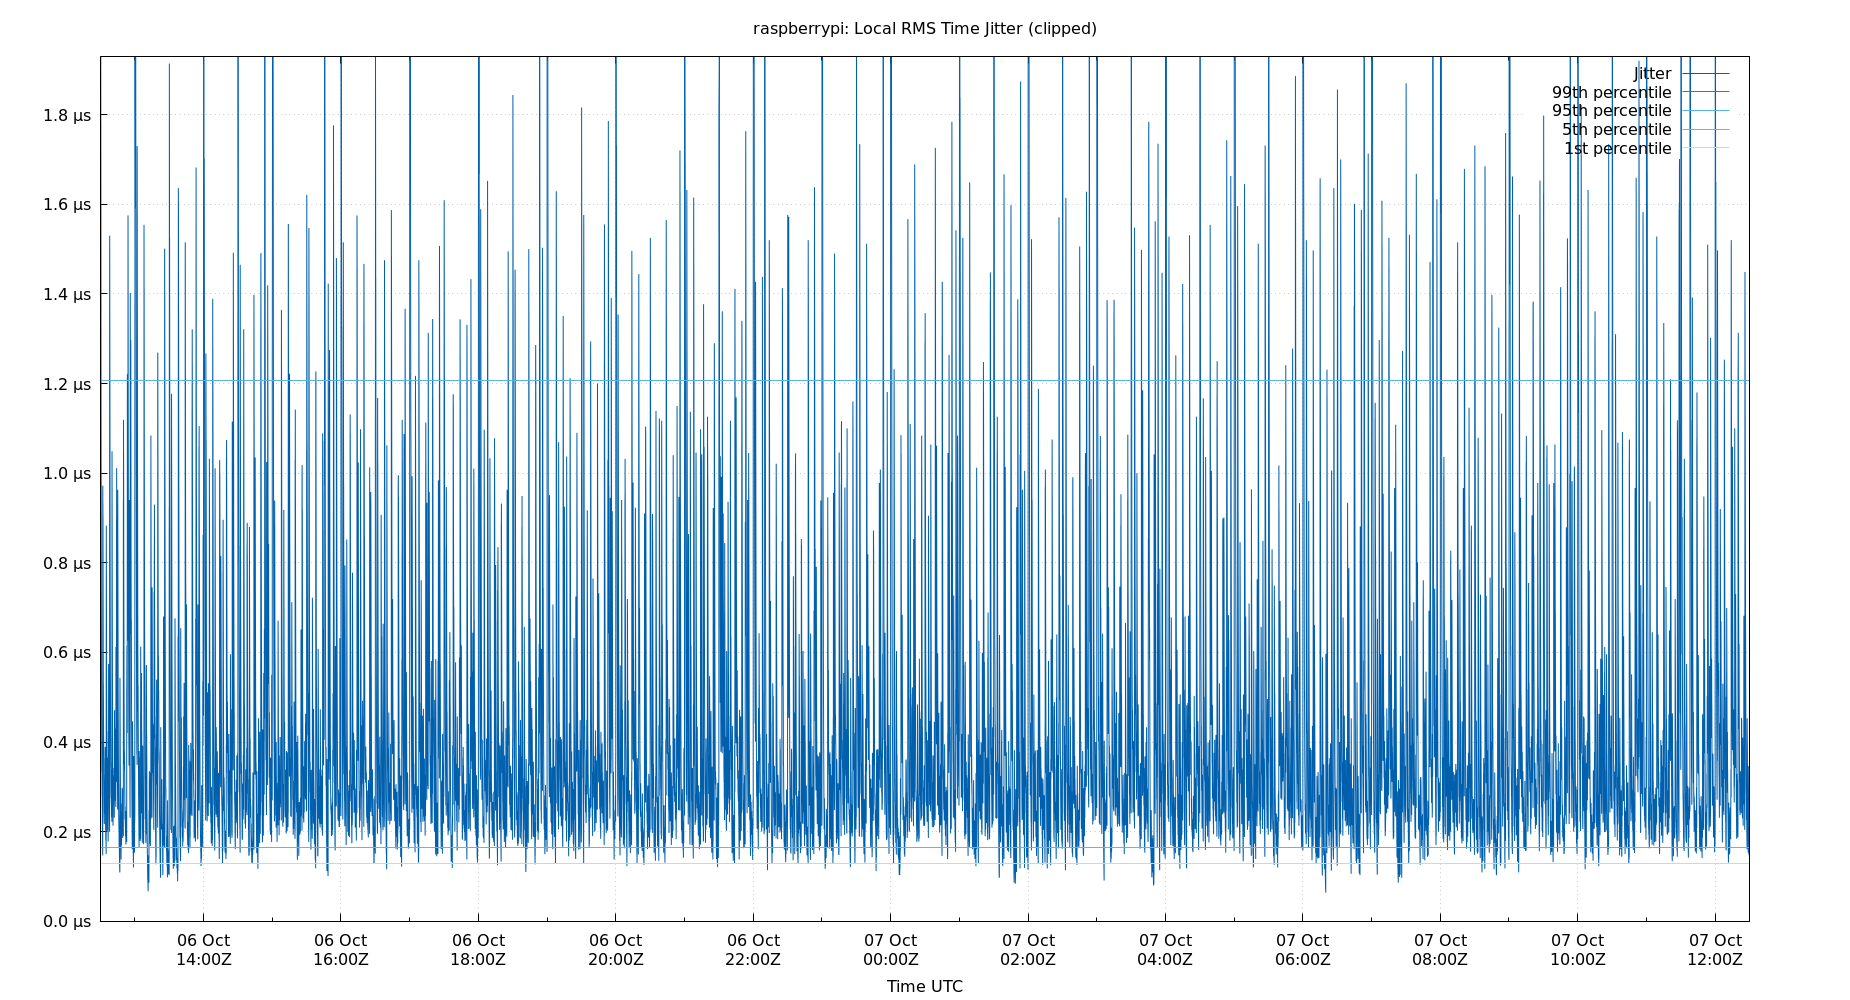 raspberrypi: Local RMS Time Jitter (clipped)
Jitter
99th percentile
95th percentile
5th percentile
1st percentile
1.8 µs
1.6 µs
1.4 µs
1.2 µs
1.0 µs
0.8 µs
0.6 µs
0.4 µs
0.2 µs
0.0 µs
06 Oct 06 Oct 06 Oct 06 Oct 06 Oct 07 Oct 07 Oct 07 Oct 07 Oct 07 Oct 07 Oct 07 Oct
14:00Z 16:00Z 18:00Z 20:00Z 22:00Z 00:00Z 02:00Z 04:00Z 06:00Z 08:00Z 10:00Z 12:00Z
Time UTC